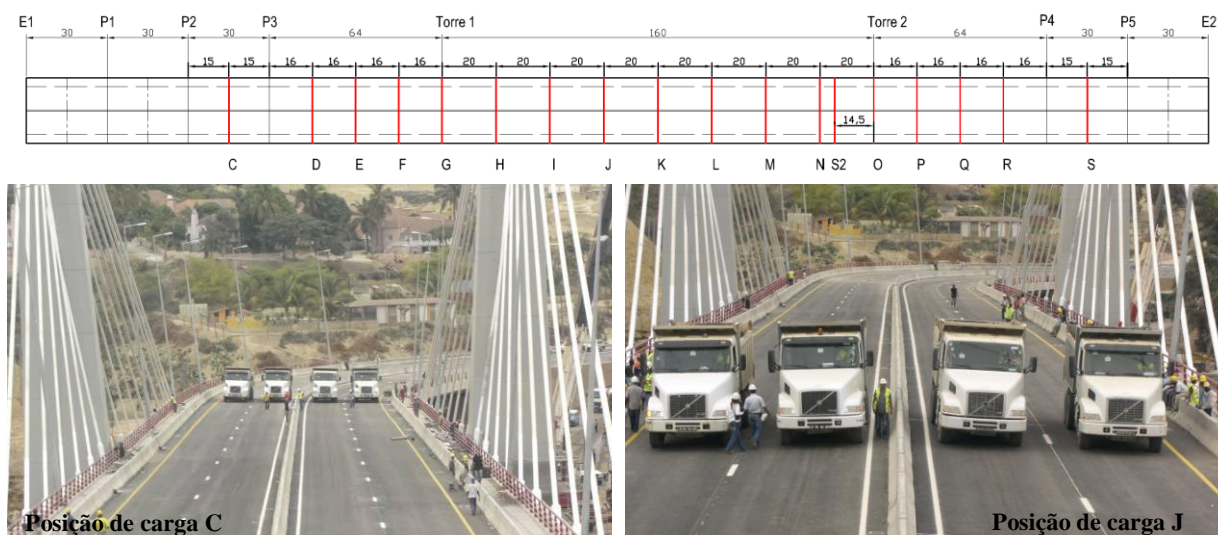 E1 P1 P2 P3 Torre 1 Torre 2 P4 P5 E2
30 30 30 64 160 64 30 30
15 15 16 16 16 16 20 20 20 20 20 20 20 20 16 16 16 16 15 15
14,5
C D E F G H I J K L M N S2 O P Q R S
Posição de carga C
Posição de carga J